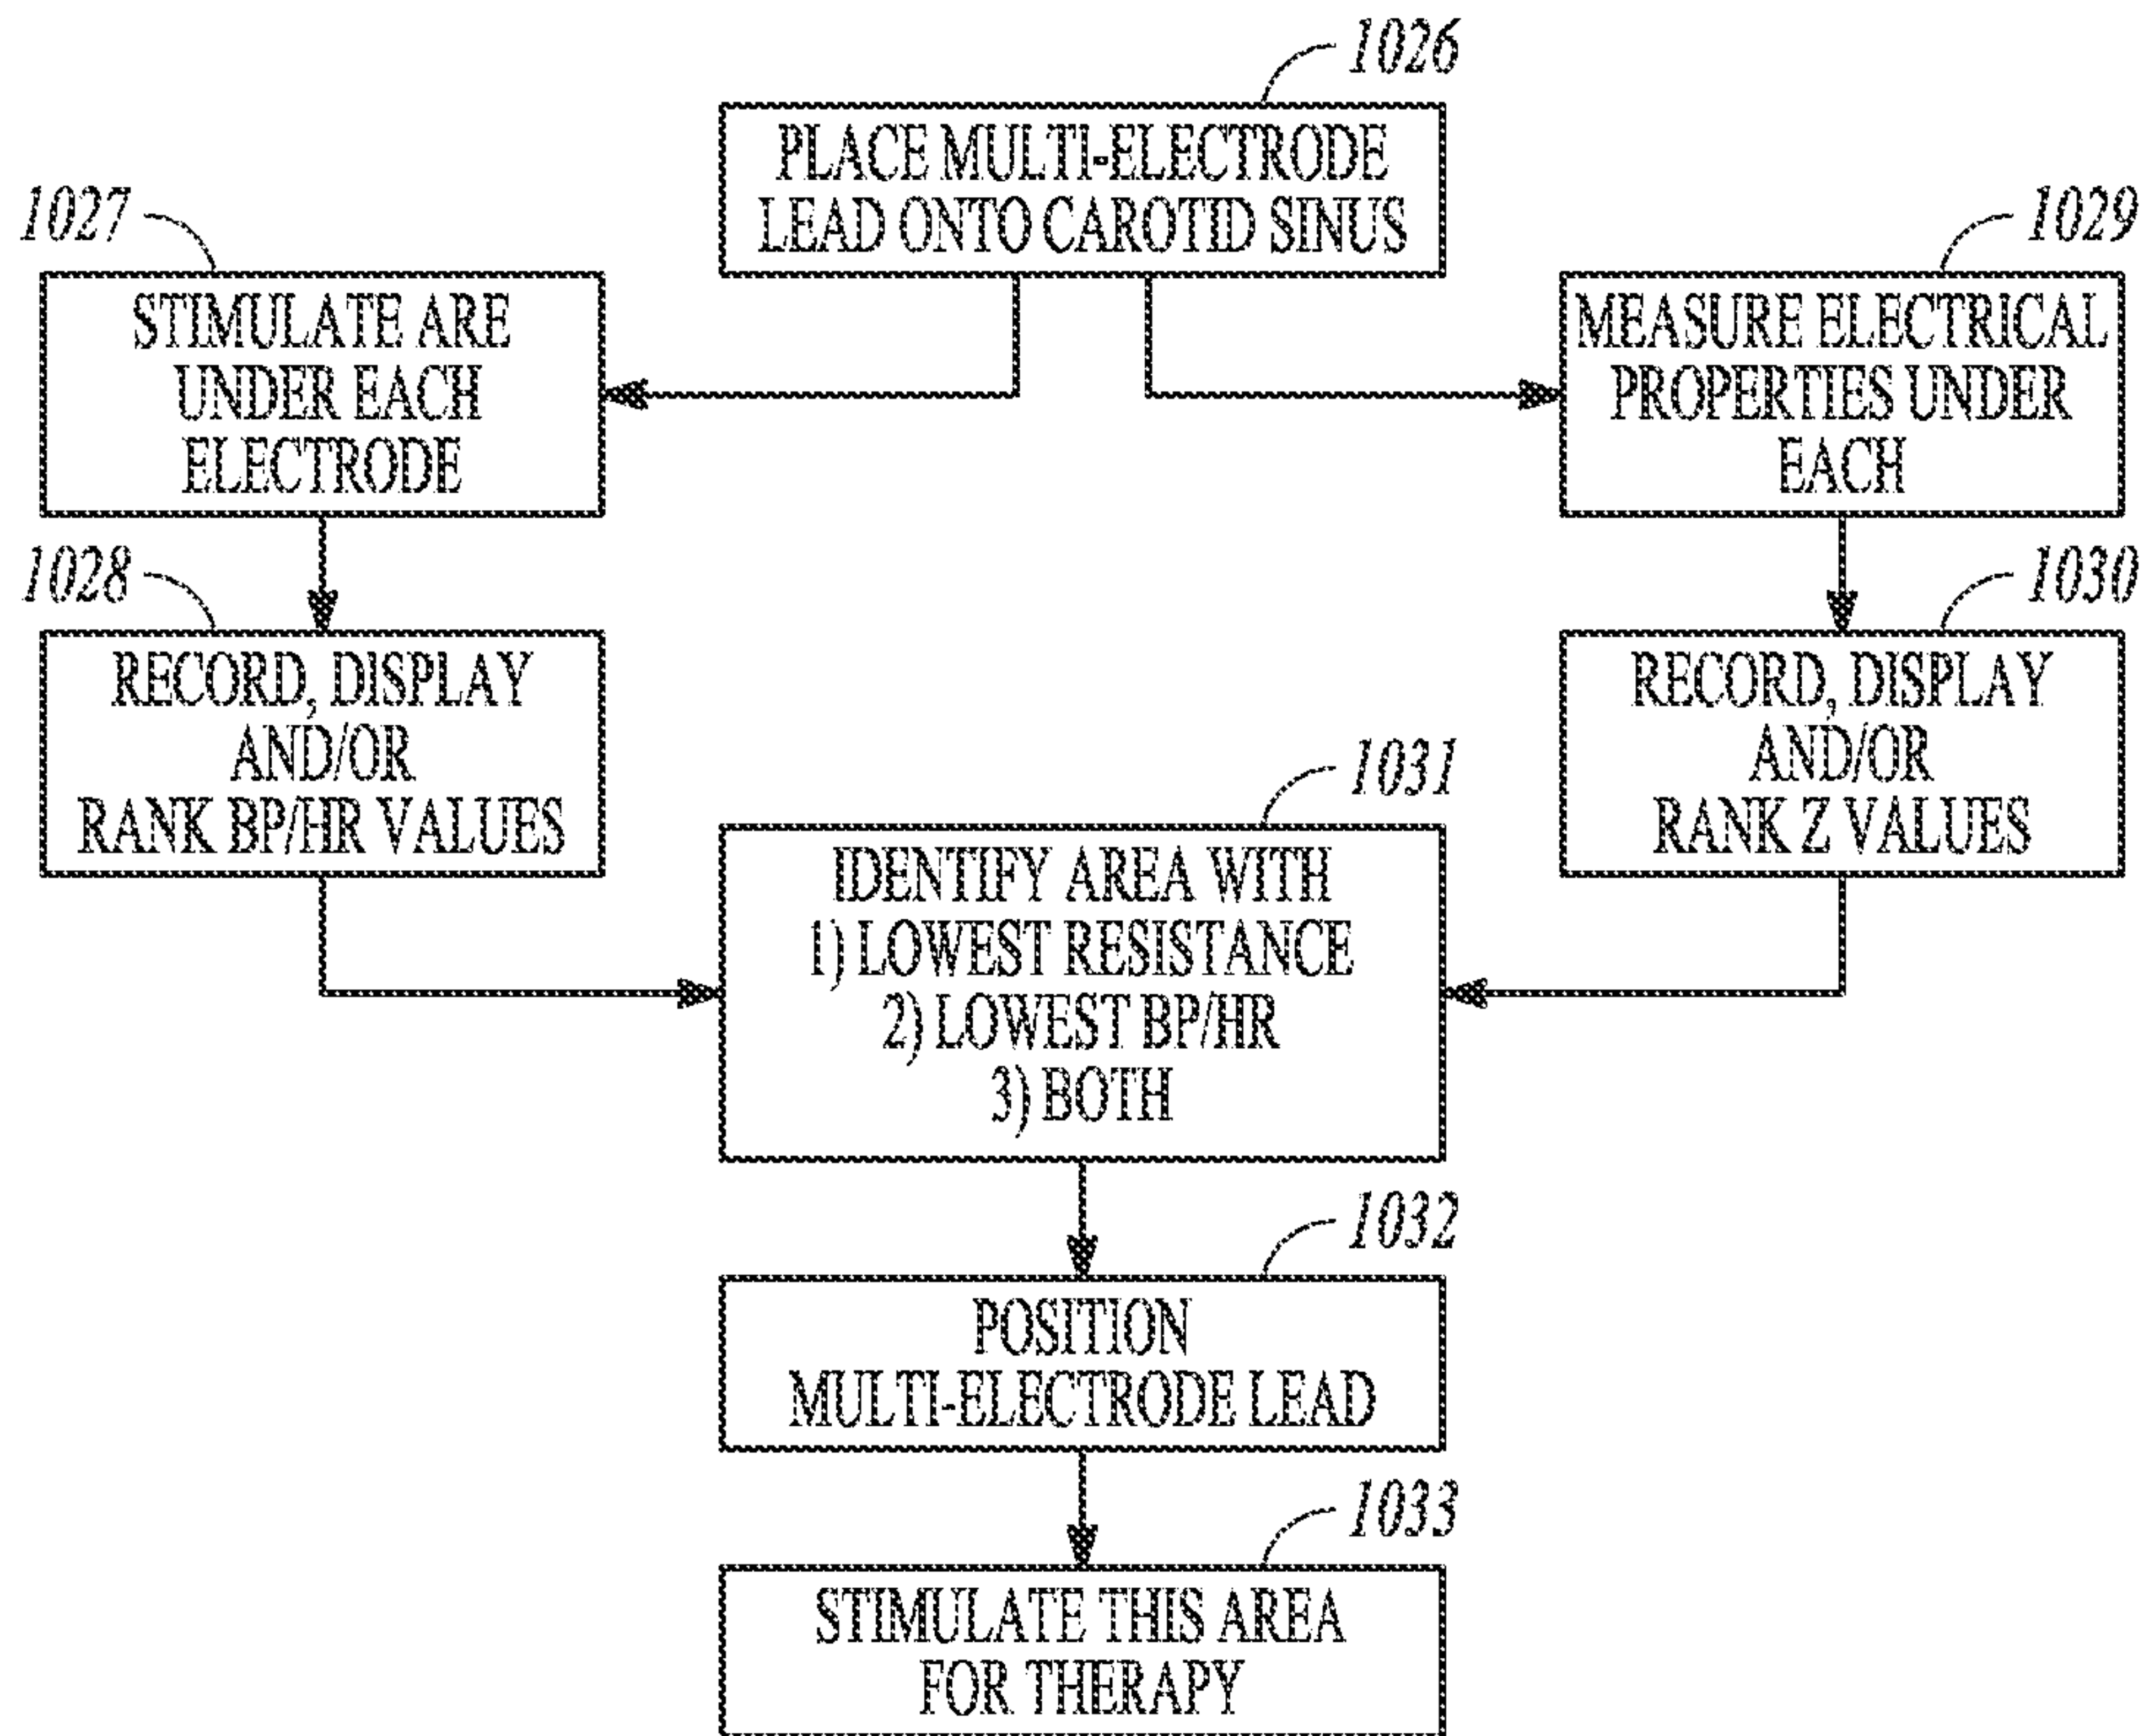 1026
PLACE MULTI-ELECTRODE
LEAD ONTO CAROTID SINUS
1027
STIMULATE ARE
UNDER EACH
ELECTRODE
1029
MEASURE ELECTRICAL
PROPERTIES UNDER
EACH
1028
RECORD, DISPLAY
AND/OR
RANK BP/HR VALUES
1030
RECORD, DISPLAY
AND/OR
RANK Z VALUES
1031
IDENTIFY AREA WITH
1) LOWEST RESISTANCE
2) LOWEST BP/HR
3) BOTH
1032
POSITION
MULTI-ELECTRODE LEAD
1033
STIMULATE THIS AREA
FOR THERAPY